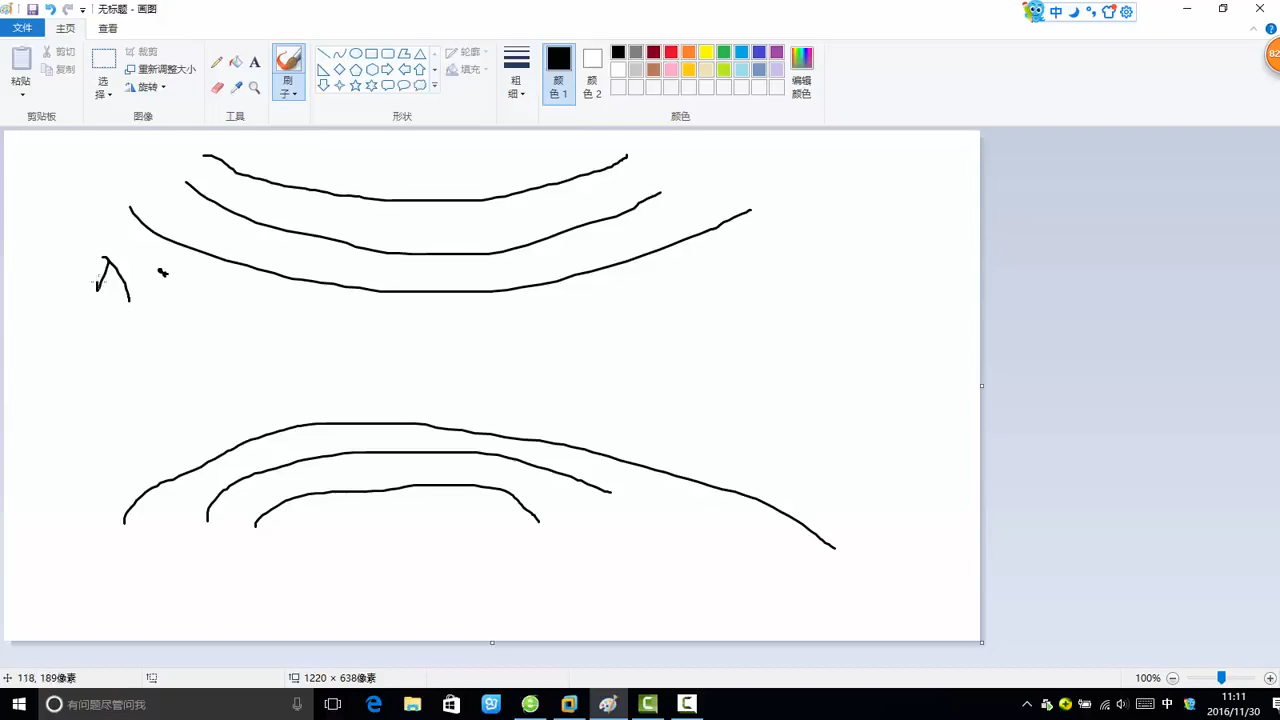 无标题 - 画图
中
文件
主页
查看
粘贴
剪切
复制
选择
裁剪
重新调整大小
旋转
A
刷子
轮廓
填充
粗细
颜色 1
颜色 2
编辑颜色
82
剪贴板
图像
工具
形状
颜色
118, 189像素
1220 × 638像素
100%
有问题尽管问我
中
11:11
2016/11/30